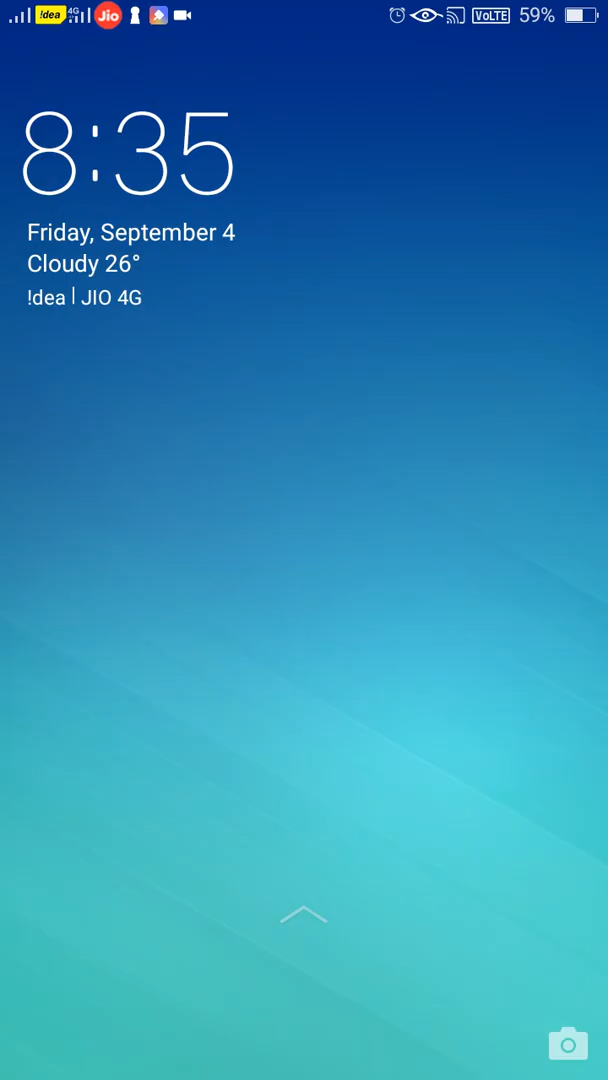 !dea 4G Jio VoLTE 59%
8:35
Friday, September 4
Cloudy 26°
!dea | JIO 4G